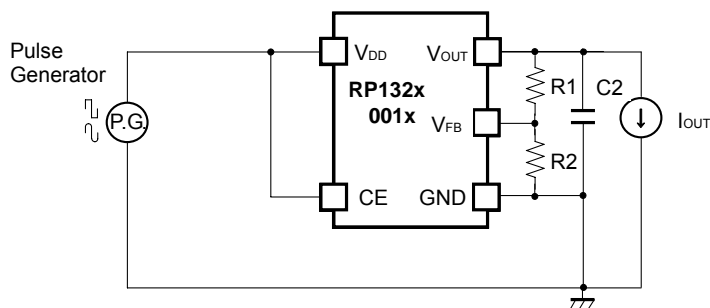 Pulse
Generator
P.G.
VDD
VOUT
RP132x
001x
VFB
CE
GND
R1
R2
C2
IOUT